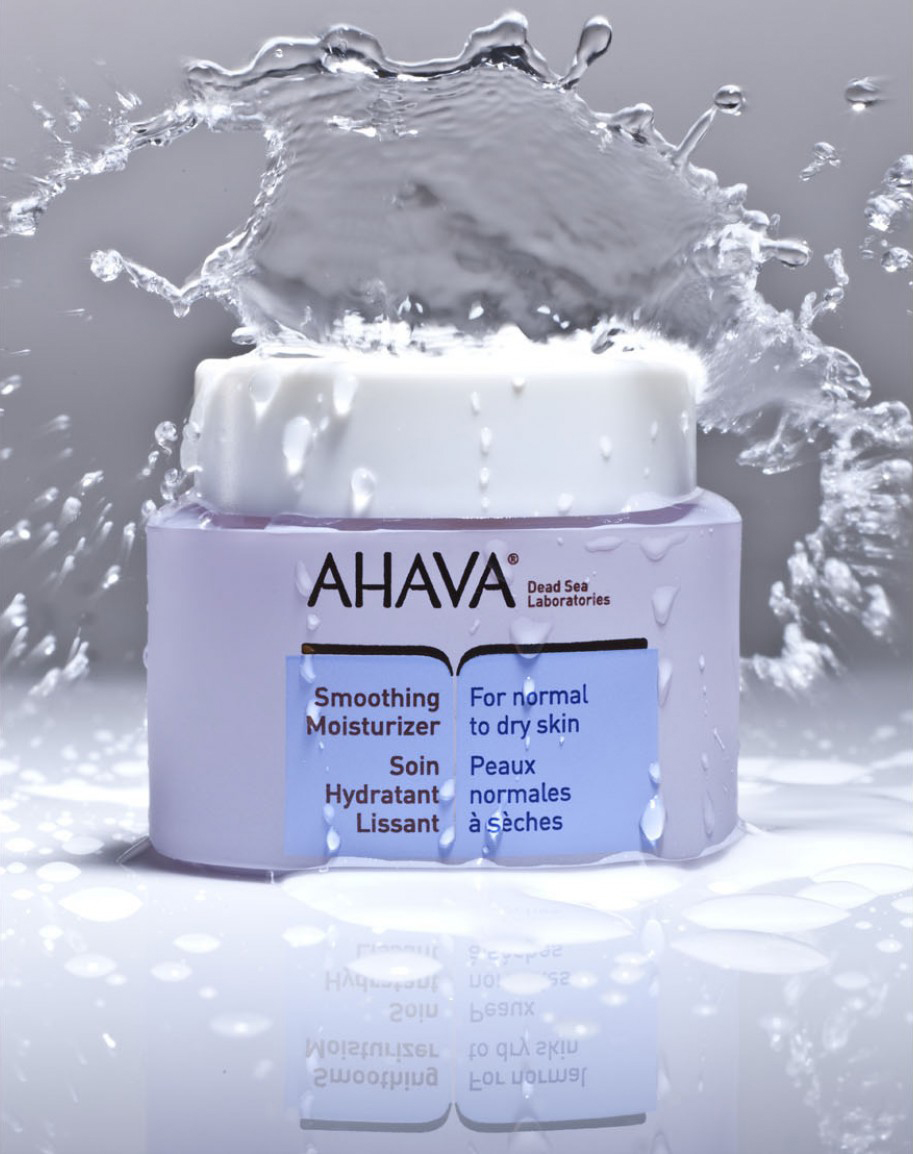 AHAVA®
Dead Sea
Laboratories
Smoothing
Moisturizer
Soin
Hydratant
Lissant
For normal
to dry skin
Peaux
normales
à sèches